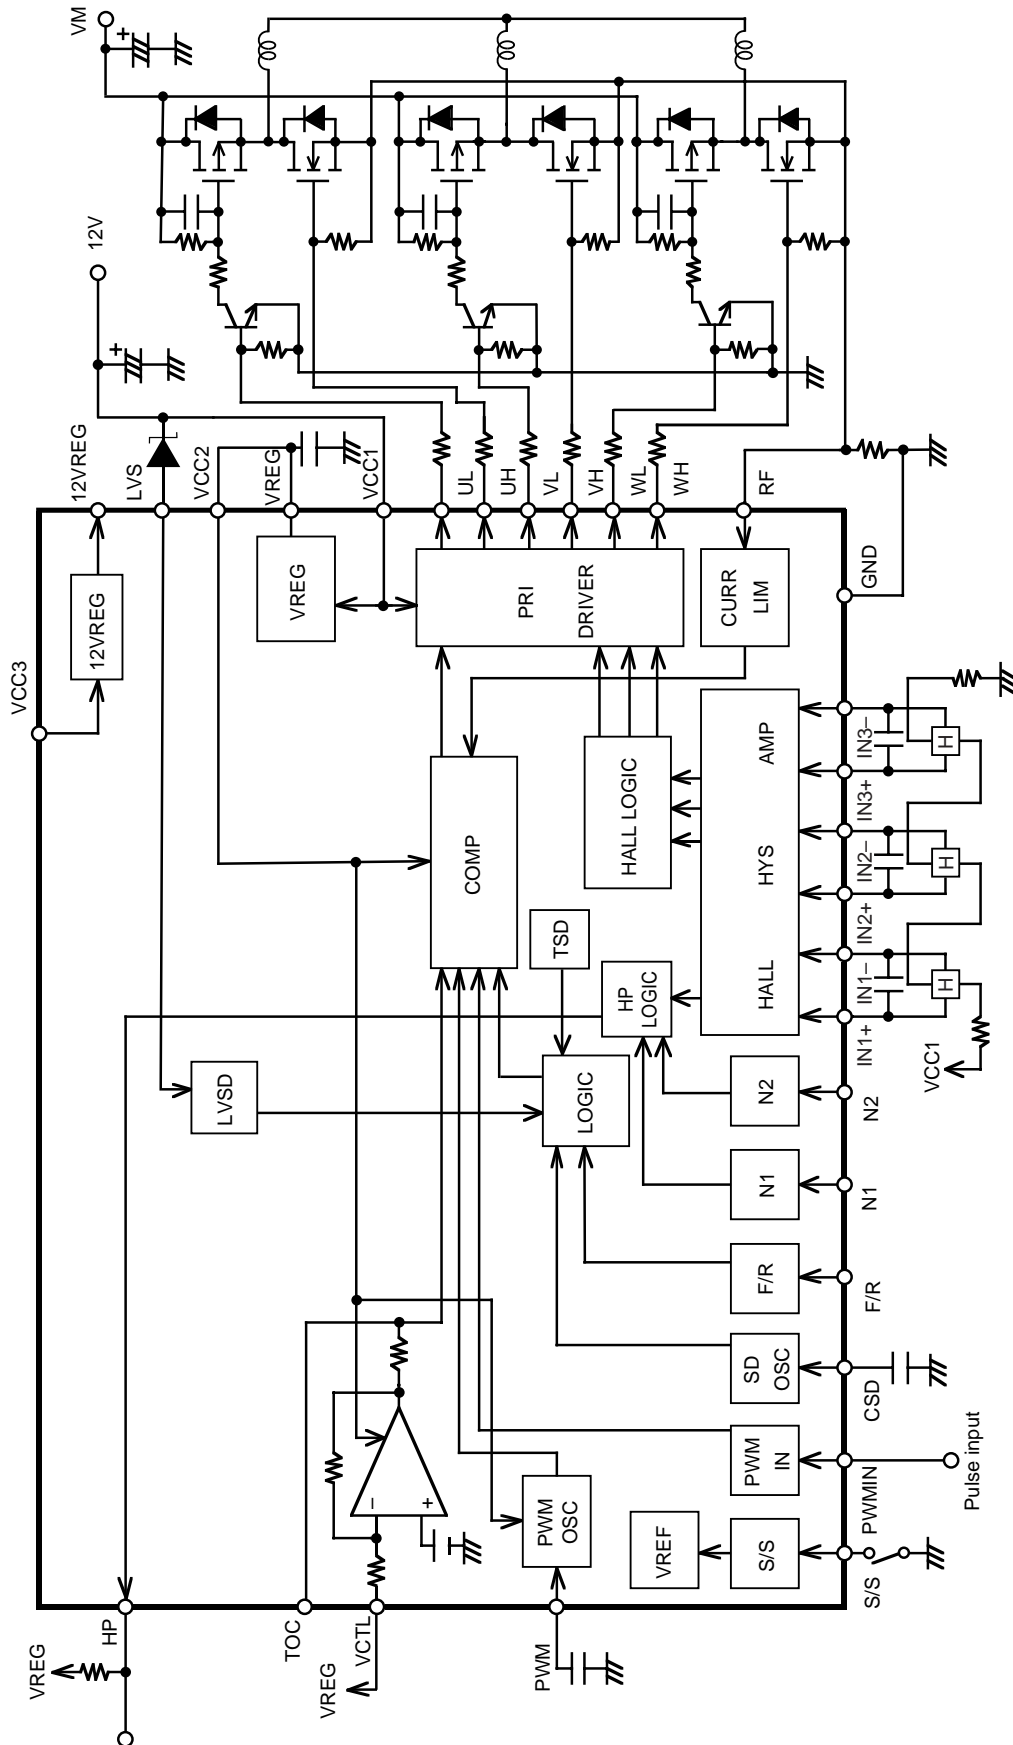 VREG
HP
TOC
VREG
VCTL
PWM
VCC3
12VREG
12VREG
LVS
VCC2
VREG
VCC1
UL
UH
VL
VH
WL
WH
RF
12V
+
VM
+
12VREG
VREG
PRI DRIVER
CURR LIM
LVSD
COMP
HALL LOGIC
TSD
LOGIC
HP LOGIC
HALL HYS AMP
–
+
PWM OSC
VREF
S/S
PWM IN
SD OSC
F/R
N1
N2
S/S
PWMIN
Pulse input
CSD
F/R
N1
N2
VCC1
IN1+
IN1–
IN2+
IN2–
IN3+
IN3–
H
H
H
GND